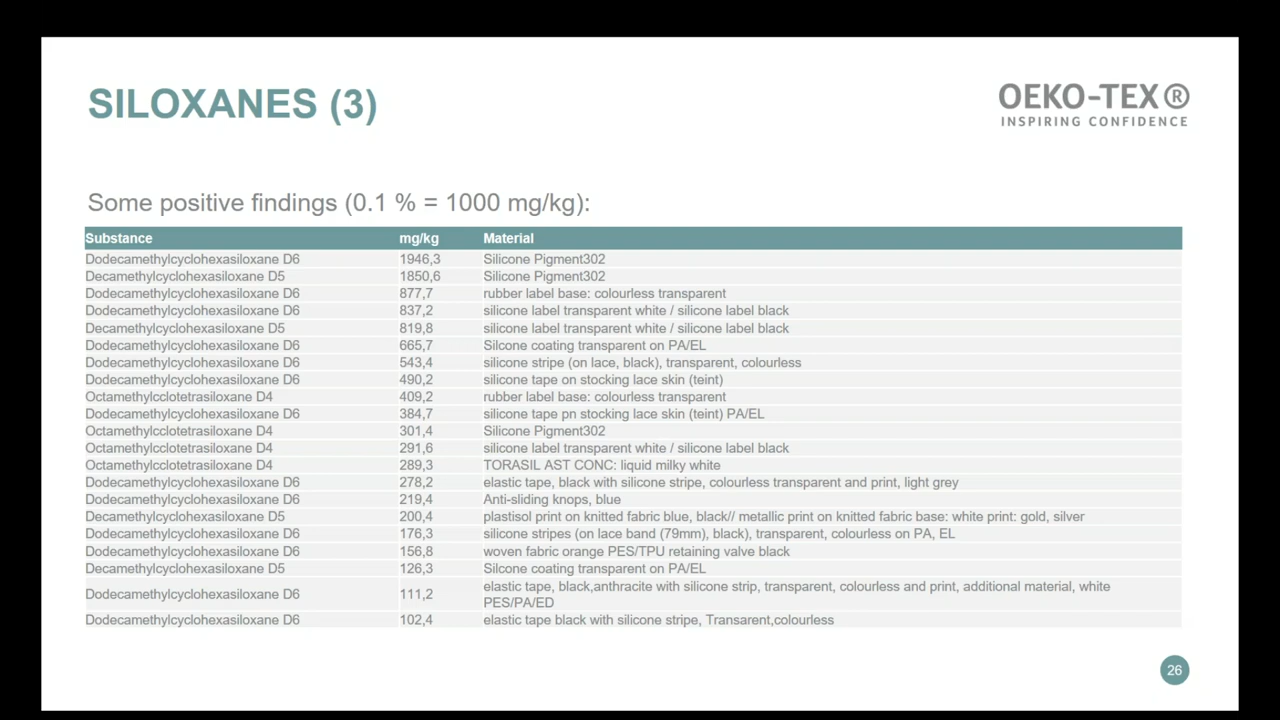 SILOXANES (3)
OEKO-TEX®
INSPIRING CONFIDENCE
Some positive findings (0.1 % = 1000 mg/kg):
Substance mg/kg Material
Dodecamethylcyclohexasiloxane D6 1946,3 Silicone Pigment302
Decamethylcyclohexasiloxane D5 1850,6 Silicone Pigment302
Dodecamethylcyclohexasiloxane D6 877,7 rubber label base: colourless transparent
Dodecamethylcyclohexasiloxane D6 837,2 silicone label transparent white / silicone label black
Decamethylcyclohexasiloxane D5 819,8 silicone label transparent white / silicone label black
Dodecamethylcyclohexasiloxane D6 665,7 Silcone coating transparent on PA/EL
Dodecamethylcyclohexasiloxane D6 543,4 silicone stripe (on lace, black), transparent, colourless
Dodecamethylcyclohexasiloxane D6 490,2 silicone tape on stocking lace skin (teint)
Octamethylcclotetrasiloxane D4 409,2 rubber label base: colourless transparent
Dodecamethylcyclohexasiloxane D6 384,7 silicone tape pn stocking lace skin (teint) PA/EL
Octamethylcclotetrasiloxane D4 301,4 Silicone Pigment302
Octamethylcclotetrasiloxane D4 291,6 silicone label transparent white / silicone label black
Octamethylcclotetrasiloxane D4 289,3 TORASIL AST CONC: liquid milky white
Dodecamethylcyclohexasiloxane D6 278,2 elastic tape, black with silicone stripe, colourless transparent and print, light grey
Dodecamethylcyclohexasiloxane D6 219,4 Anti-sliding knops, blue
Decamethylcyclohexasiloxane D5 200,4 plastisol print on knitted fabric blue, black// metallic print on knitted fabric base: white print: gold, silver
Dodecamethylcyclohexasiloxane D6 176,3 silicone stripes (on lace band (79mm), black), transparent, colourless on PA, EL
Dodecamethylcyclohexasiloxane D6 156,8 woven fabric orange PES/TPU retaining valve black
Decamethylcyclohexasiloxane D5 126,3 Silcone coating transparent on PA/EL
Dodecamethylcyclohexasiloxane D6 111,2 elastic tape, black,anthracite with silicone strip, transparent, colourless and print, additional material, white
PES/PA/ED
Dodecamethylcyclohexasiloxane D6 102,4 elastic tape black with silicone stripe, Transarent,colourless
26